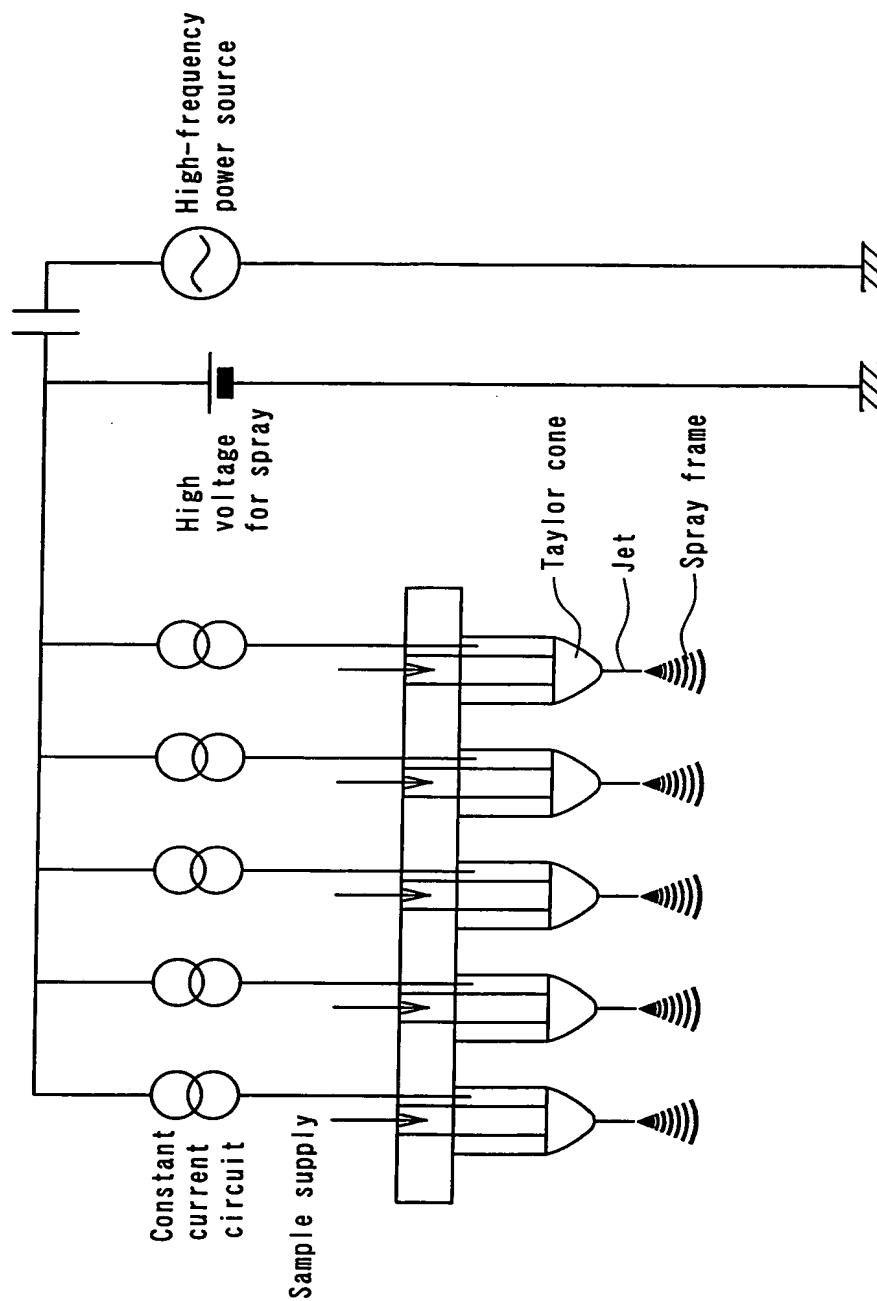 High-frequency
power source
High
voltage
for spray
Taylor cone
Jet
Spray frame
Constant
current
circuit
Sample supply